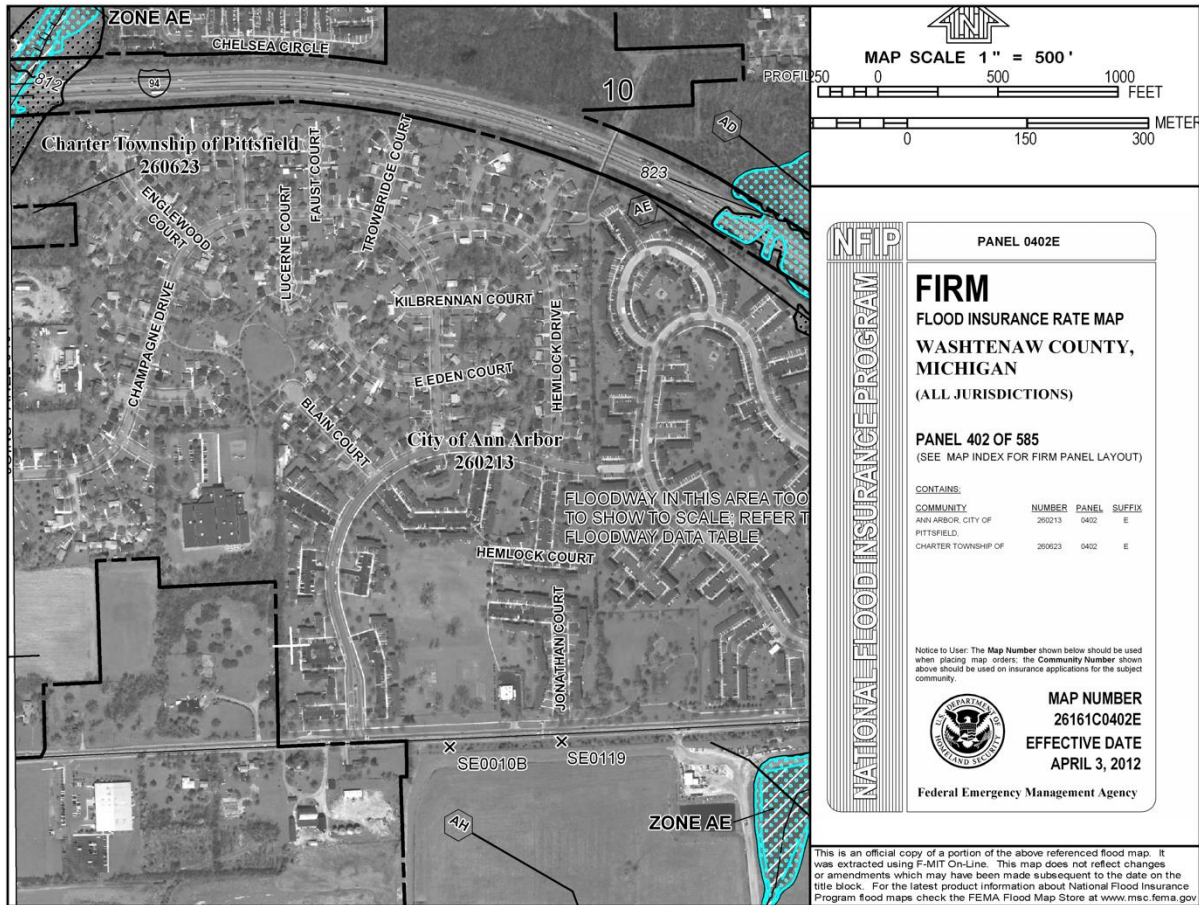 ZONE AE
CHELSEA CIRCLE
812
94
10
PROFIL
AD
Charter Township of Pittsfield
260623
FAUST COURT
TROWBRIDGE COURT
823
AE
ENGLEWOOD
COURT
LUCERNE COURT
KILBRENNAN COURT
HEMLOCK DRIVE
CHAMPAGNE DRIVE
E EDEN COURT
BLAIN COURT
City of Ann Arbor
260213
FLOODWAY IN THIS AREA TOO
TO SHOW TO SCALE; REFER T
FLOODWAY DATA TABLE
HEMLOCK COURT
JONATHAN COURT
SE0010B
SE0119
AH
ZONE AE
N
MAP SCALE 1" = 500'
250 0 500 1000
FEET
METER
0 150 300
NFIP
NATIONAL FLOOD INSURANCE PROGRAM
PANEL 0402E
FIRM
FLOOD INSURANCE RATE MAP
WASHTENAW COUNTY,
MICHIGAN
(ALL JURISDICTIONS)
PANEL 402 OF 585
(SEE MAP INDEX FOR FIRM PANEL LAYOUT)
CONTAINS:
COMMUNITY NUMBER PANEL SUFFIX
ANN ARBOR, CITY OF 260213 0402 E
PITTSFIELD,
CHARTER TOWNSHIP OF 260623 0402 E
Notice to User: The Map Number shown below should be used
when placing map orders; the Community Number shown
above should be used on insurance applications for the subject
community.
U.S. DEPARTMENT OF
HOMELAND SECURITY
MAP NUMBER
26161C0402E
EFFECTIVE DATE
APRIL 3, 2012
Federal Emergency Management Agency
This is an official copy of a portion of the above referenced flood map. It
was extracted using F-MIT On-Line. This map does not reflect changes
or amendments which may have been made subsequent to the date on the
title block. For the latest product information about National Flood Insurance
Program flood maps check the FEMA Flood Map Store at www.msc.fema.gov